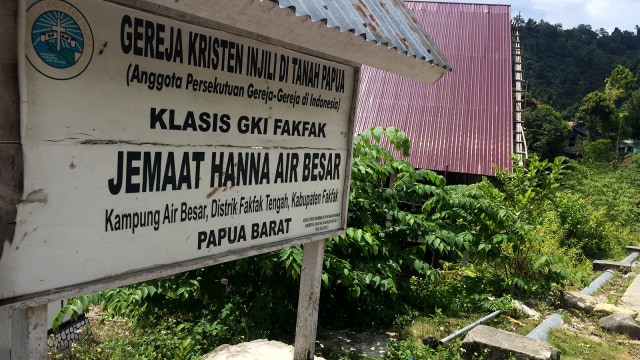 GEREJA KRISTEN INJILI DI TANAH PAPUA
(Anggota Persekutuan Gereja-Gereja di Indonesia)
KLASIS GKI FAKFAK
JEMAAT HANNA AIR BESAR
Kampung Air Besar, Distrik Fakfak Tengah, Kabupaten Fakfak
PAPUA BARAT